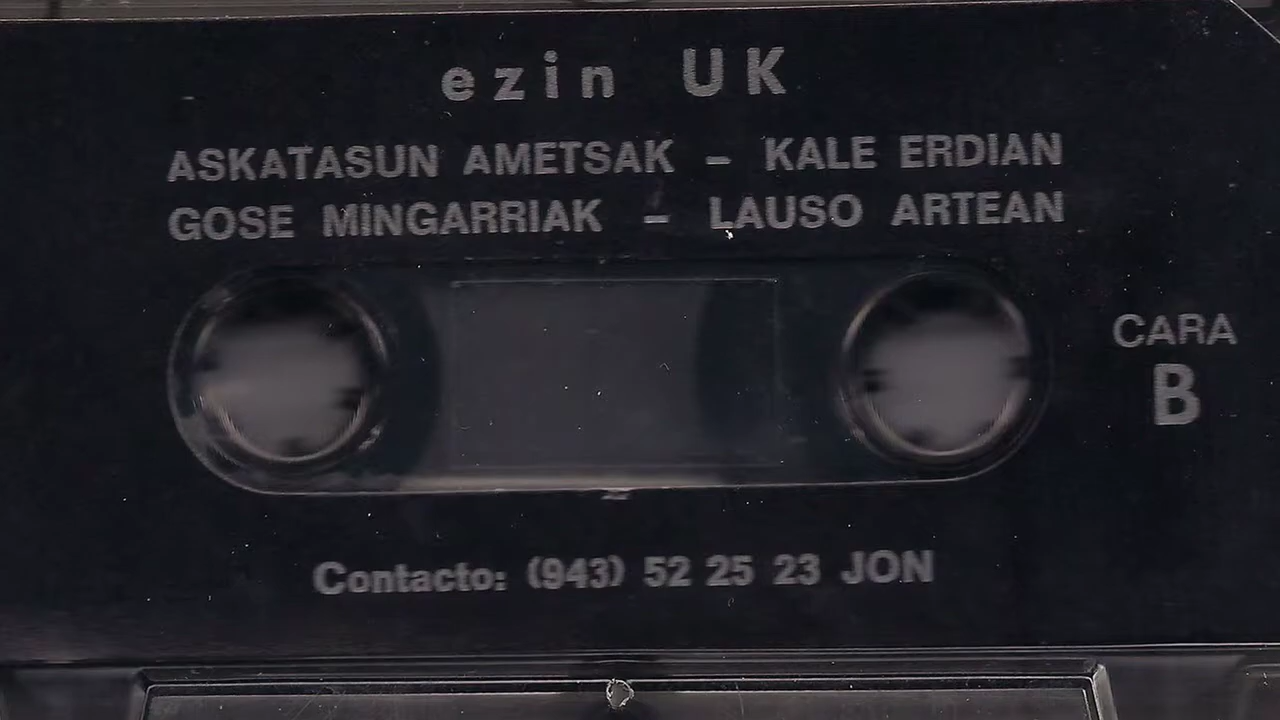 ezin UK
ASKATASUN AMETSAK – KALE ERDIAN
GOSE MINGARRIAK – LAUSO ARTEAN
CARA
B
Contacto: (943) 52 25 23 JON